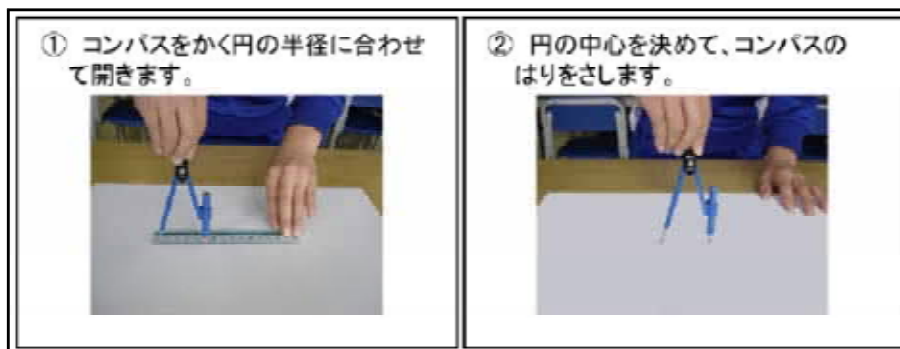 ① コンパスをかく円の半径に合わせ
て開きます。
② 円の中心を決めて、コンパスの
はりをさします。